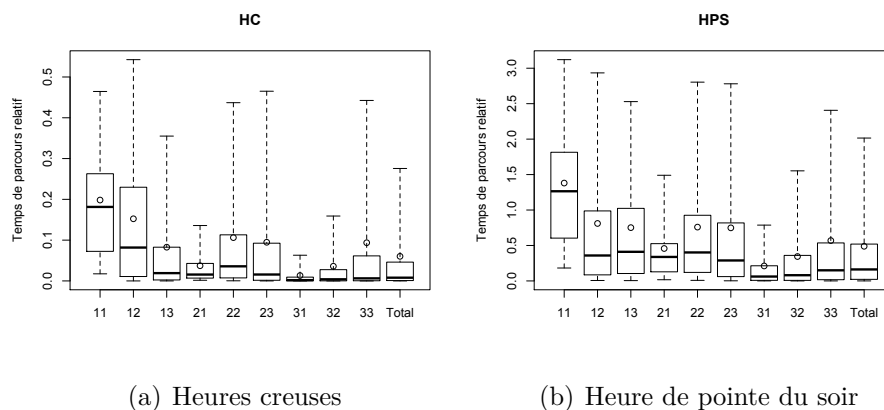 HC
Temps de parcours relatif
0.5
0.4
0.3
0.2
0.1
0.0
11 12 13 21 22 23 31 32 33 Total
(a) Heures creuses
HPS
Temps de parcours relatif
3.0
2.5
2.0
1.5
1.0
0.5
0.0
11 12 13 21 22 23 31 32 33 Total
(b) Heure de pointe du soir